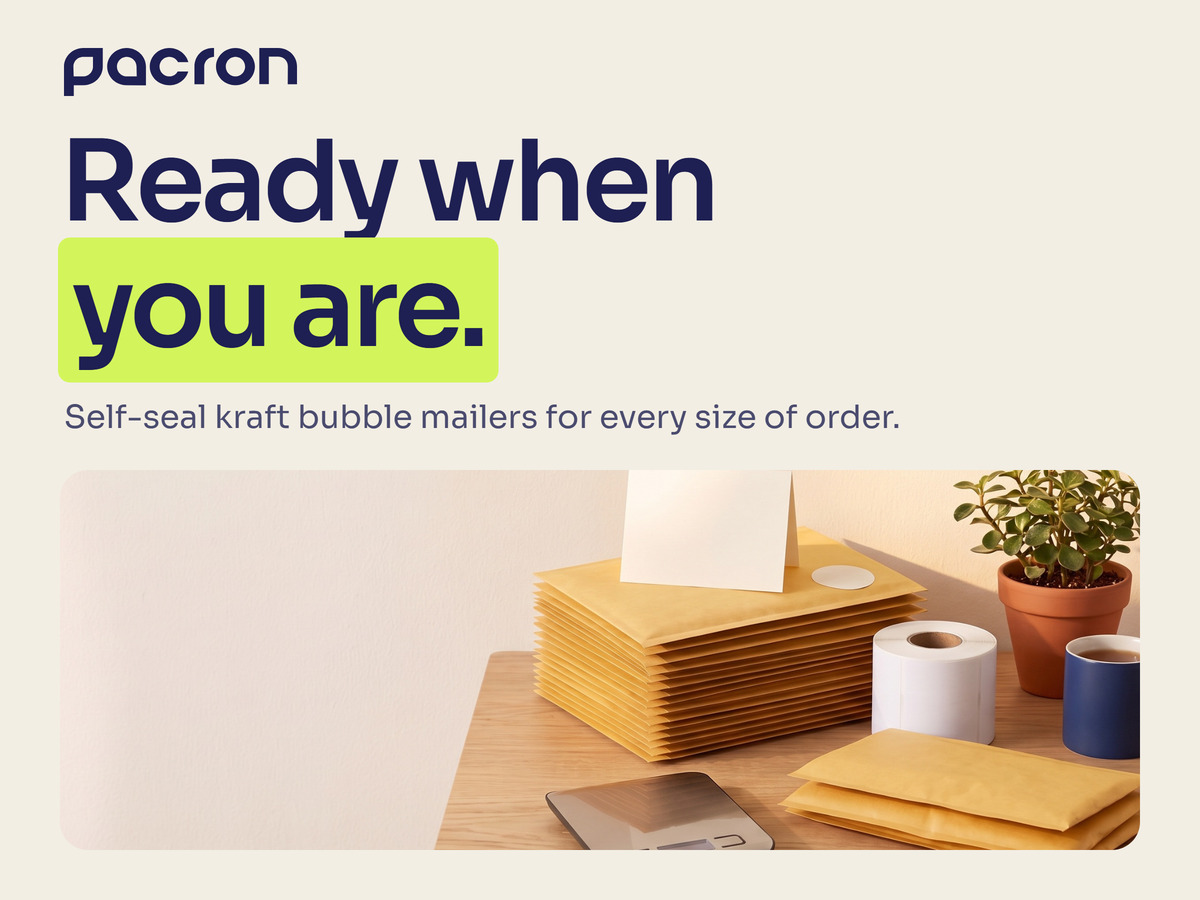 pacron
Ready when
you are.
Self-seal kraft bubble mailers for every size of order.